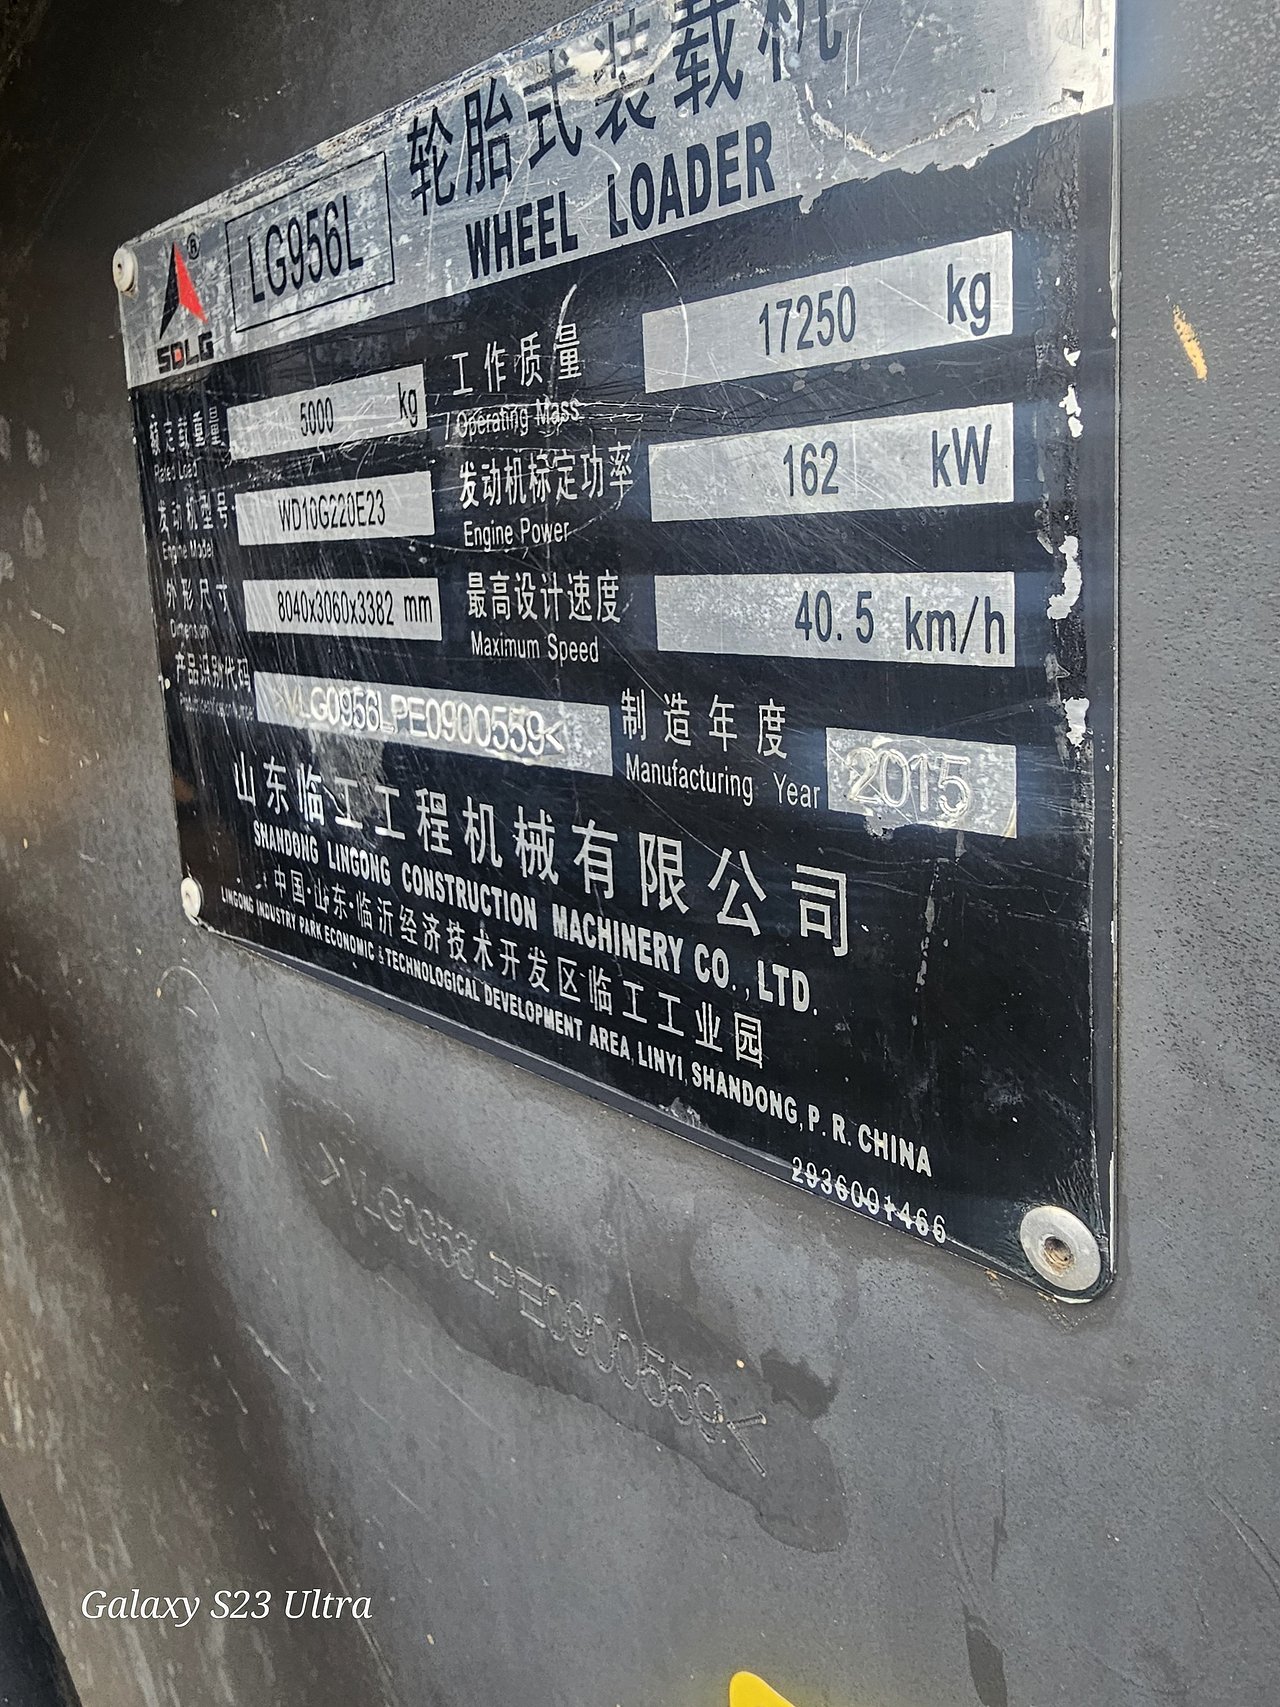 轮胎式装载机
LG956L
WHEEL LOADER
®
SDLG
工作质量 17250 kg
Operating Mass
额定载荷 5000 kg
Rated Load
发动机标定功率 162 kW
Engine Power
发动机型号 WD10G220E23
Engine Model
最高设计速度 40.5 km/h
Maximum Speed
外形尺寸 8040x3060x3382 mm
Dimension
产品识别代码 >VLG0956LPE0900559<
制造年度 2015
Manufacturing Year
山东临工工程机械有限公司
SHANDONG LINGONG CONSTRUCTION MACHINERY CO., LTD.
中国·山东·临沂经济技术开发区临工工业园
LINGONG INDUSTRY PARK ECONOMIC & TECHNOLOGICAL DEVELOPMENT AREA, LINYI, SHANDONG, P. R. CHINA
2936001466
>VLG0956LPE0900559<
Galaxy S23 Ultra